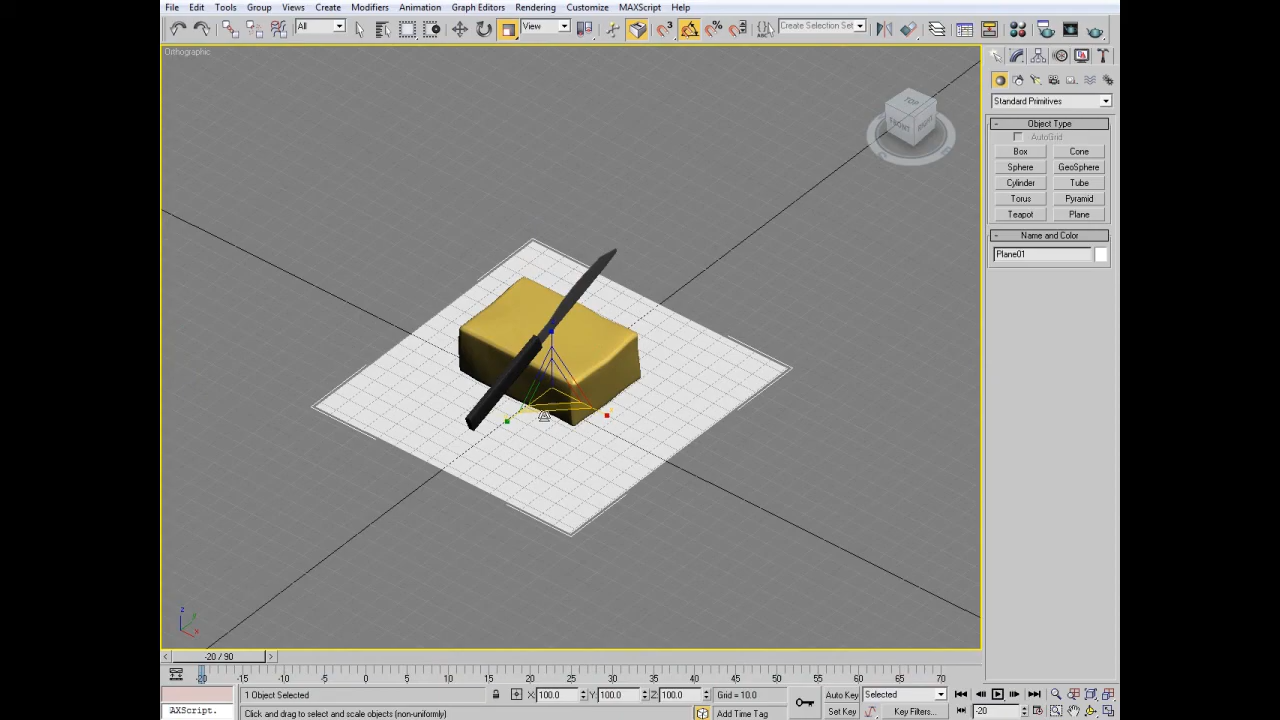 File Edit Tools Group Views Create Modifiers Animation Graph Editors Rendering Customize MAXScript Help
All View Create Selection Set
Orthographic
TOP
FRONT RIGHT
Standard Primitives
- Object Type
AutoGrid
Box Cone
Sphere GeoSphere
Cylinder Tube
Torus Pyramid
Teapot Plane
- Name and Color
Plane01
z
y
x
< -20 / 90 >
-20 -15 -10 -5 0 5 10 15 20 25 30 35 40 45 50 55 60 65 70
1 Object Selected X: 100.0 Y: 100.0 Z: 100.0 Grid = 10.0 Auto Key Selected
AXScript. Click and drag to select and scale objects (non-uniformly) Add Time Tag Set Key Key Filters... -20